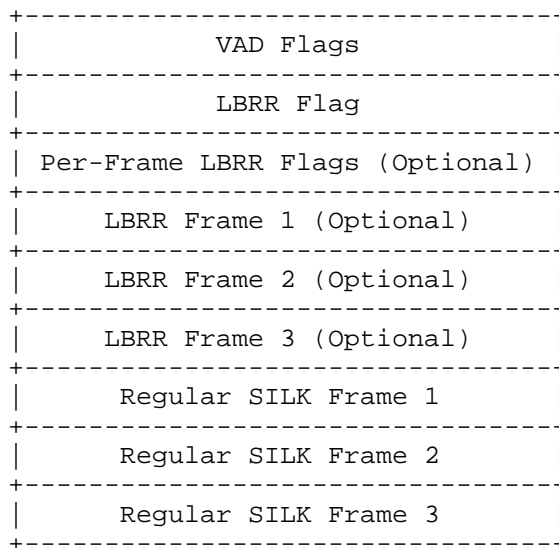 VAD Flags
LBRR Flag
Per-Frame LBRR Flags (Optional)
LBRR Frame 1 (Optional)
LBRR Frame 2 (Optional)
LBRR Frame 3 (Optional)
Regular SILK Frame 1
Regular SILK Frame 2
Regular SILK Frame 3